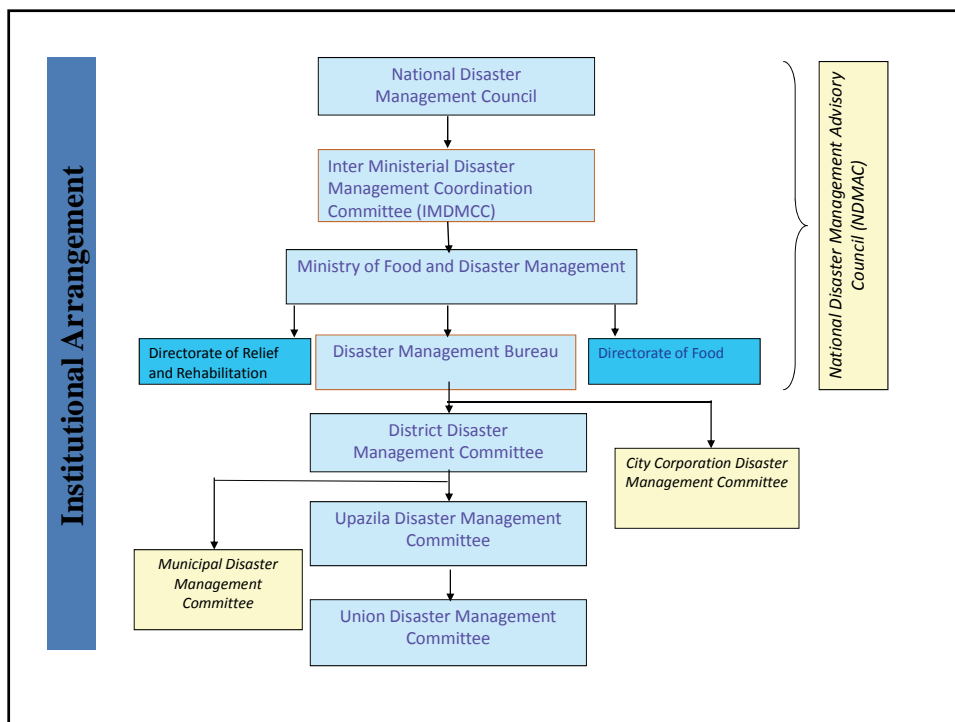 Institutional Arrangement
National Disaster
Management Council
Inter Ministerial Disaster
Management Coordination
Committee (IMDMCC)
Ministry of Food and Disaster Management
Directorate of Relief
and Rehabilitation
Disaster Management Bureau
Directorate of Food
National Disaster Management Advisory
Council (NDMAC)
District Disaster
Management Committee
City Corporation Disaster
Management Committee
Upazila Disaster Management
Committee
Municipal Disaster
Management
Committee
Union Disaster Management
Committee